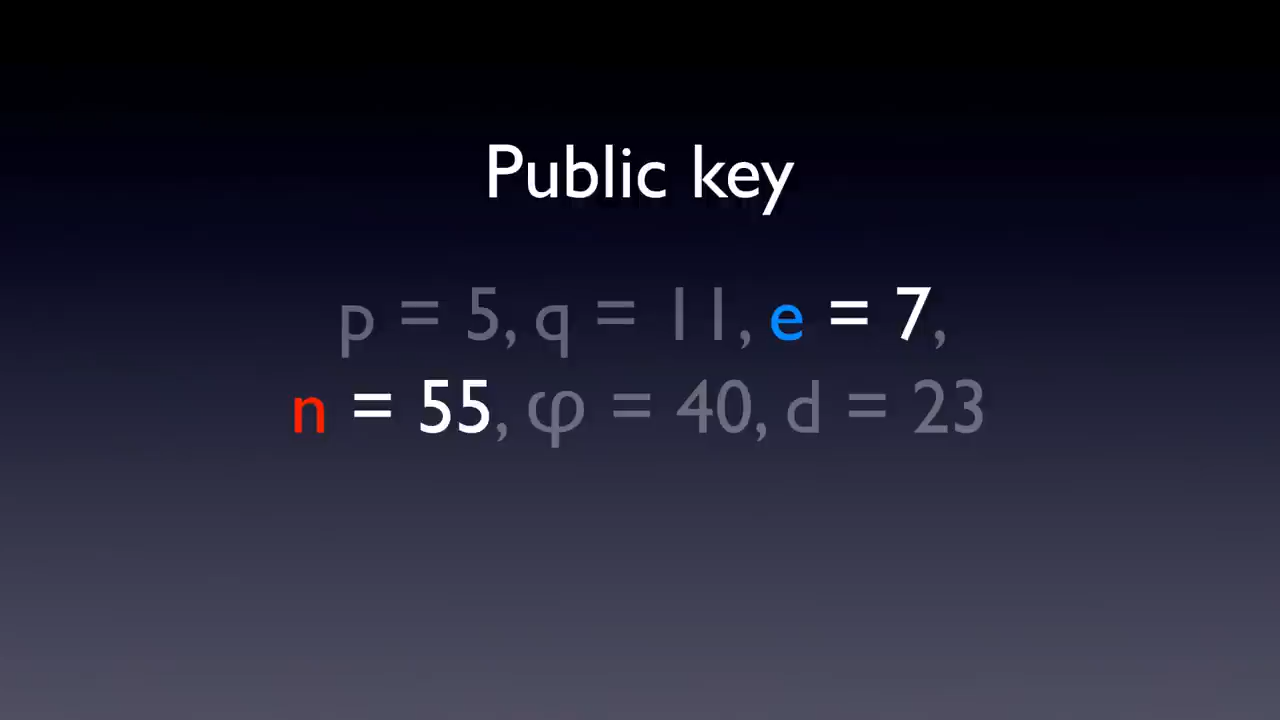 Public key
p = 5, q = 11, e = 7,
n = 55, φ = 40, d = 23